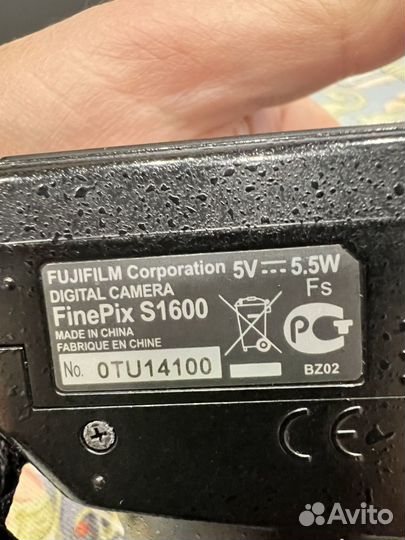 FUJIFILM Corporation 5V⎓5.5W
DIGITAL CAMERA Fs
FinePix S1600
MADE IN CHINA
FABRIQUE EN CHINE
No. 0TU14100
BZ02
CE
Avito